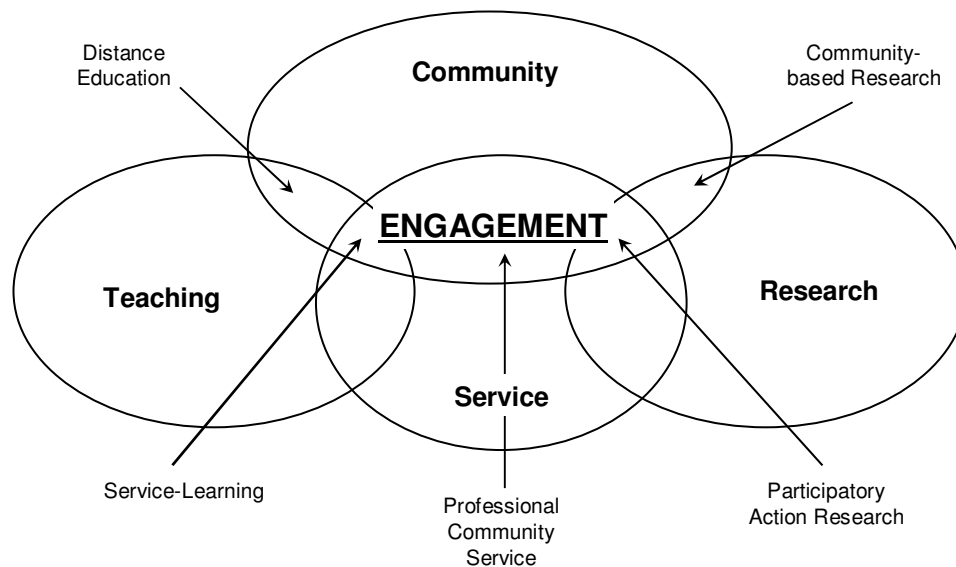 Distance
Education
Community
Community-
based Research
ENGAGEMENT
Teaching
Research
Service
Service-Learning
Professional
Community
Service
Participatory
Action Research